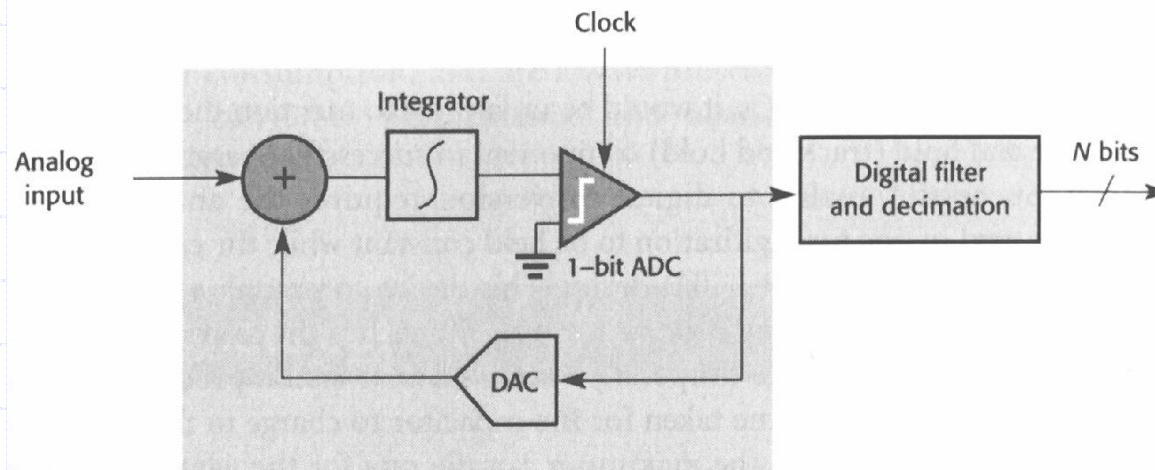 Clock
Integrator
Analog
input
+
1-bit ADC
DAC
Digital filter
and decimation
N bits